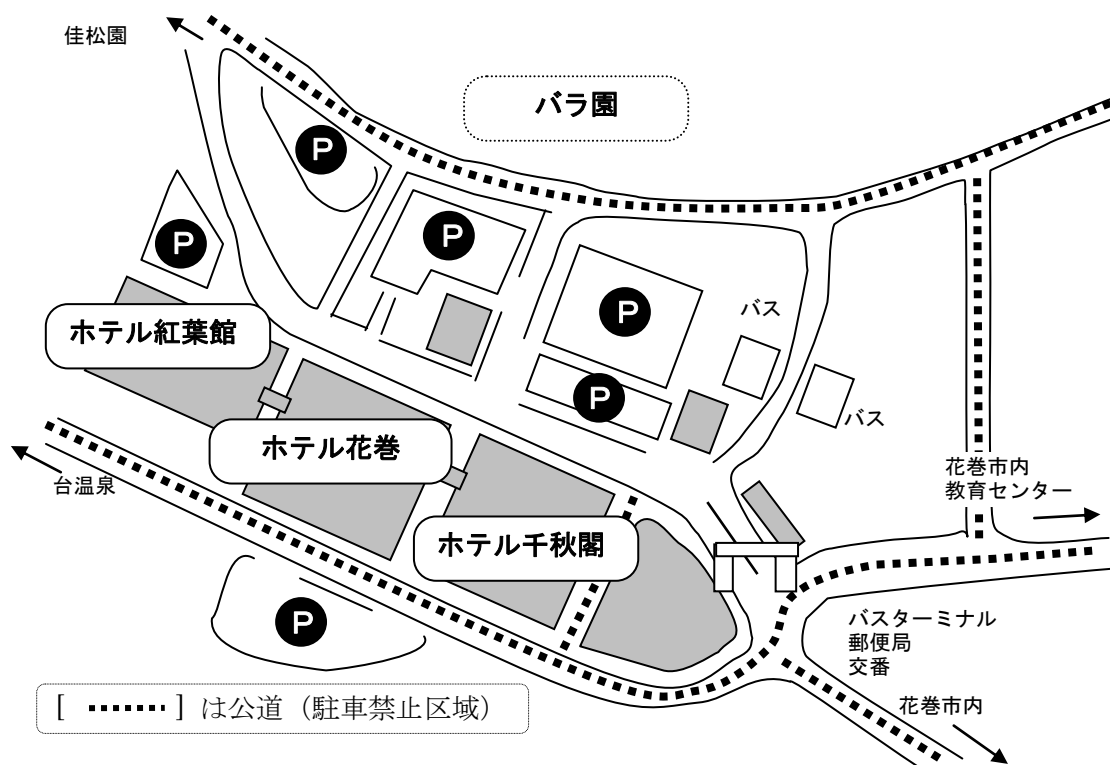 佳松園
バラ園
P
P
P
P
バス
ホテル紅葉館
P
バス
ホテル花巻
花巻市内
教育センター
台温泉
ホテル千秋閣
P
バスターミナル
郵便局
交番
[ ] は公道（駐車禁止区域）
花巻市内